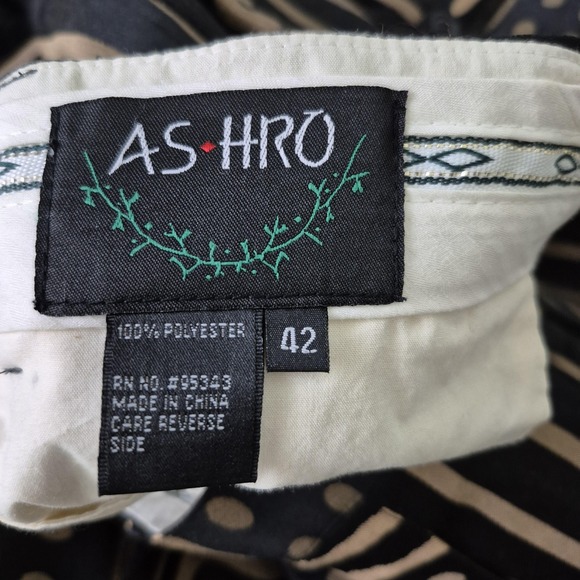 AS•HRO
100% POLYESTER
42
RN NO. #95343
MADE IN CHINA
CARE REVERSE
SIDE